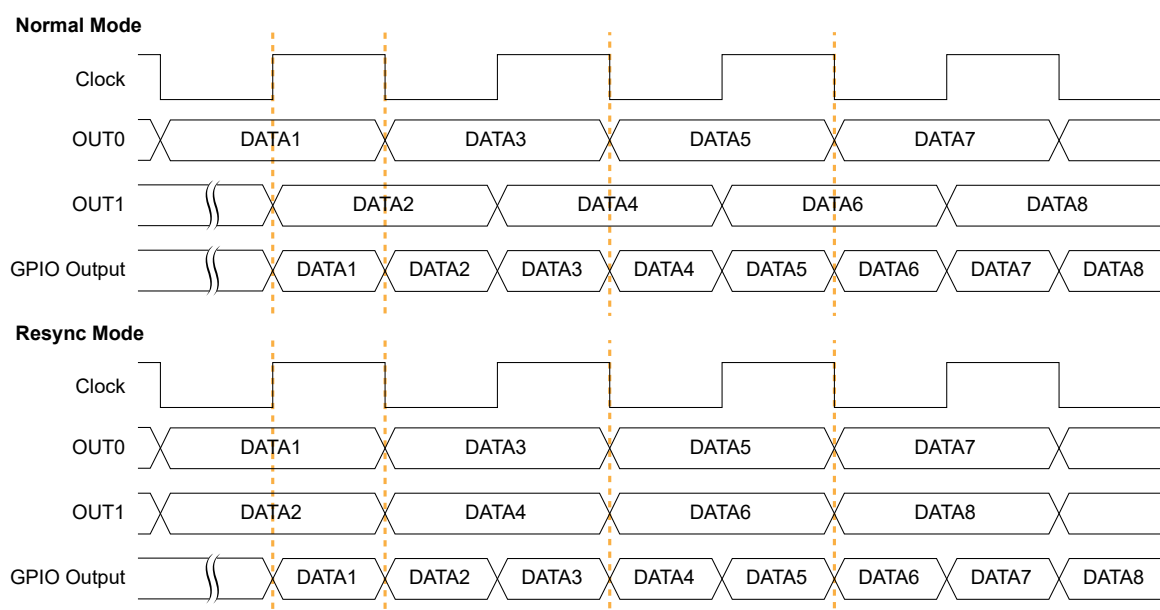 Normal Mode
Clock
OUT0 DATA1 DATA3 DATA5 DATA7
OUT1 DATA2 DATA4 DATA6 DATA8
GPIO Output DATA1 DATA2 DATA3 DATA4 DATA5 DATA6 DATA7 DATA8
Resync Mode
Clock
OUT0 DATA1 DATA3 DATA5 DATA7
OUT1 DATA2 DATA4 DATA6 DATA8
GPIO Output DATA1 DATA2 DATA3 DATA4 DATA5 DATA6 DATA7 DATA8